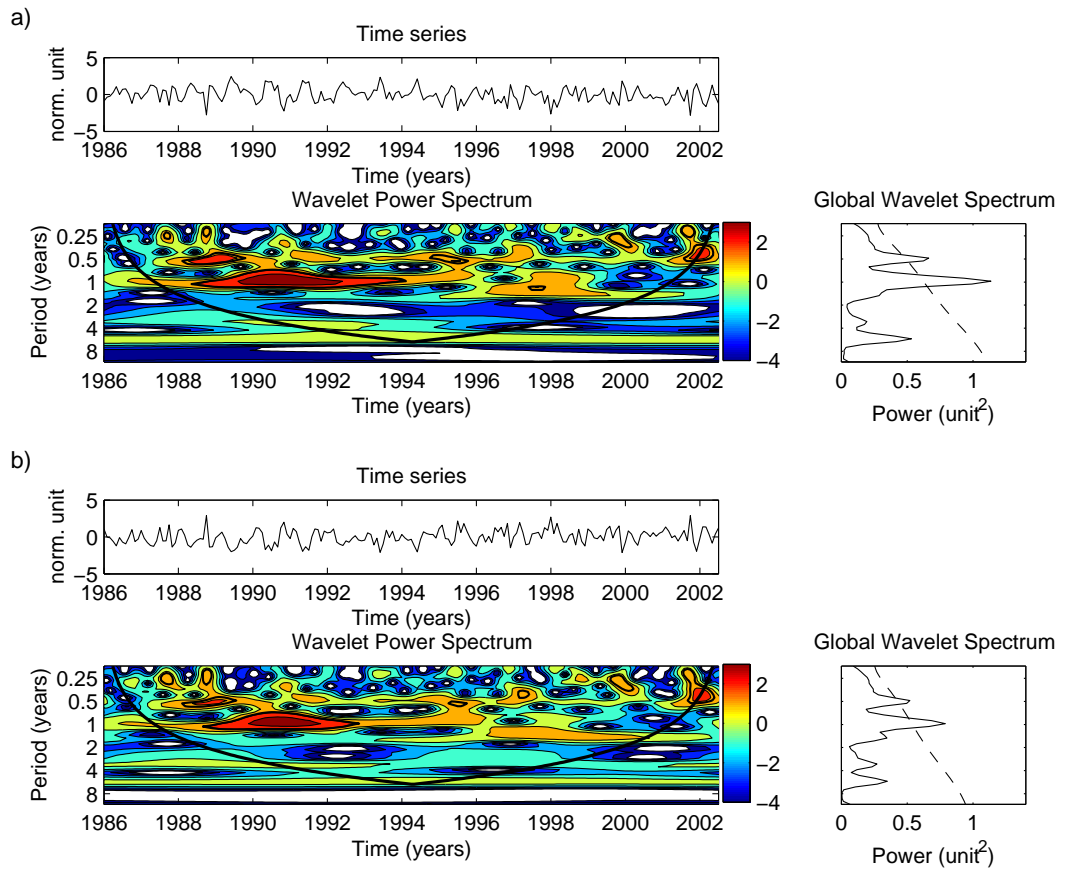 a)
Time series
norm. unit
5
0
−5
1986 1988 1990 1992 1994 1996 1998 2000 2002
Time (years)
Wavelet Power Spectrum
Period (years)
0.25
0.5
1
2
4
8
1986 1988 1990 1992 1994 1996 1998 2000 2002
Time (years)
2
0
−2
−4
Global Wavelet Spectrum
0 0.5 1
Power (unit²)
b)
Time series
norm. unit
5
0
−5
1986 1988 1990 1992 1994 1996 1998 2000 2002
Time (years)
Wavelet Power Spectrum
Period (years)
0.25
0.5
1
2
4
8
1986 1988 1990 1992 1994 1996 1998 2000 2002
Time (years)
2
0
−2
−4
Global Wavelet Spectrum
0 0.5 1
Power (unit²)